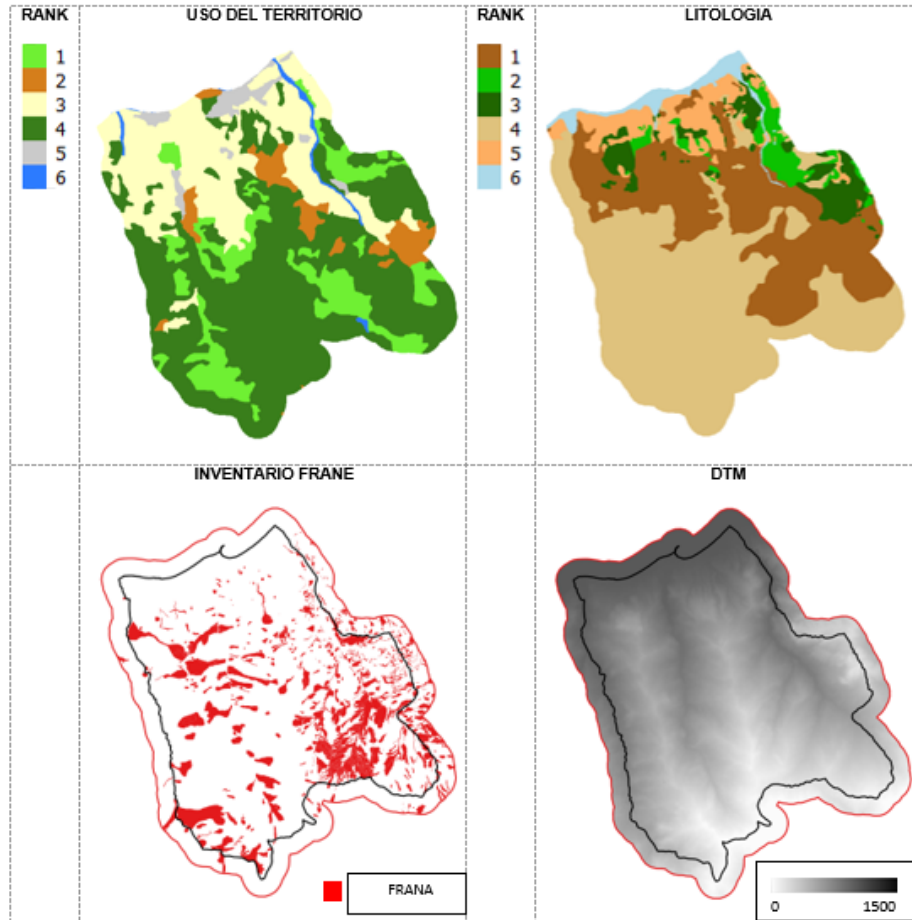 RANK USO DEL TERRITORIO RANK LITOLOGIA
1 1
2 2
3 3
4 4
5 5
6 6
INVENTARIO FRANE DTM
FRANA
0 1500